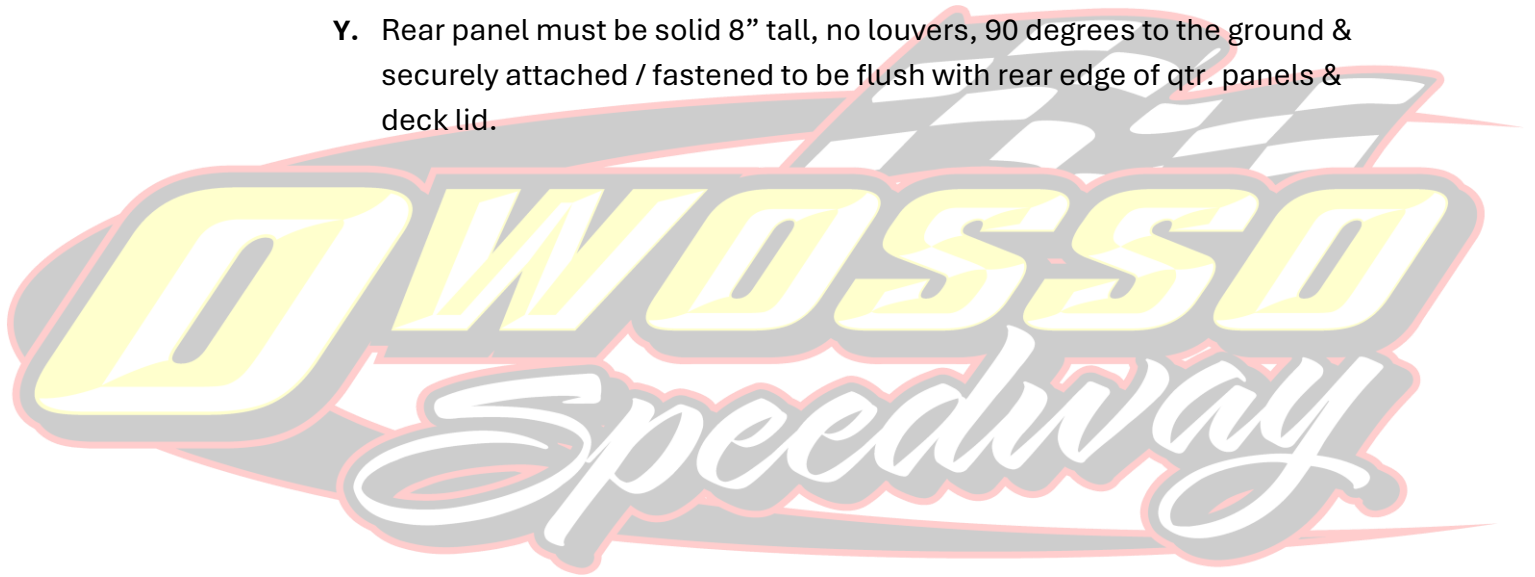 Y. Rear panel must be solid 8” tall, no louvers, 90 degrees to the ground &
securely attached / fastened to be flush with rear edge of qtr. panels &
deck lid.
OWOSSO
Speedway